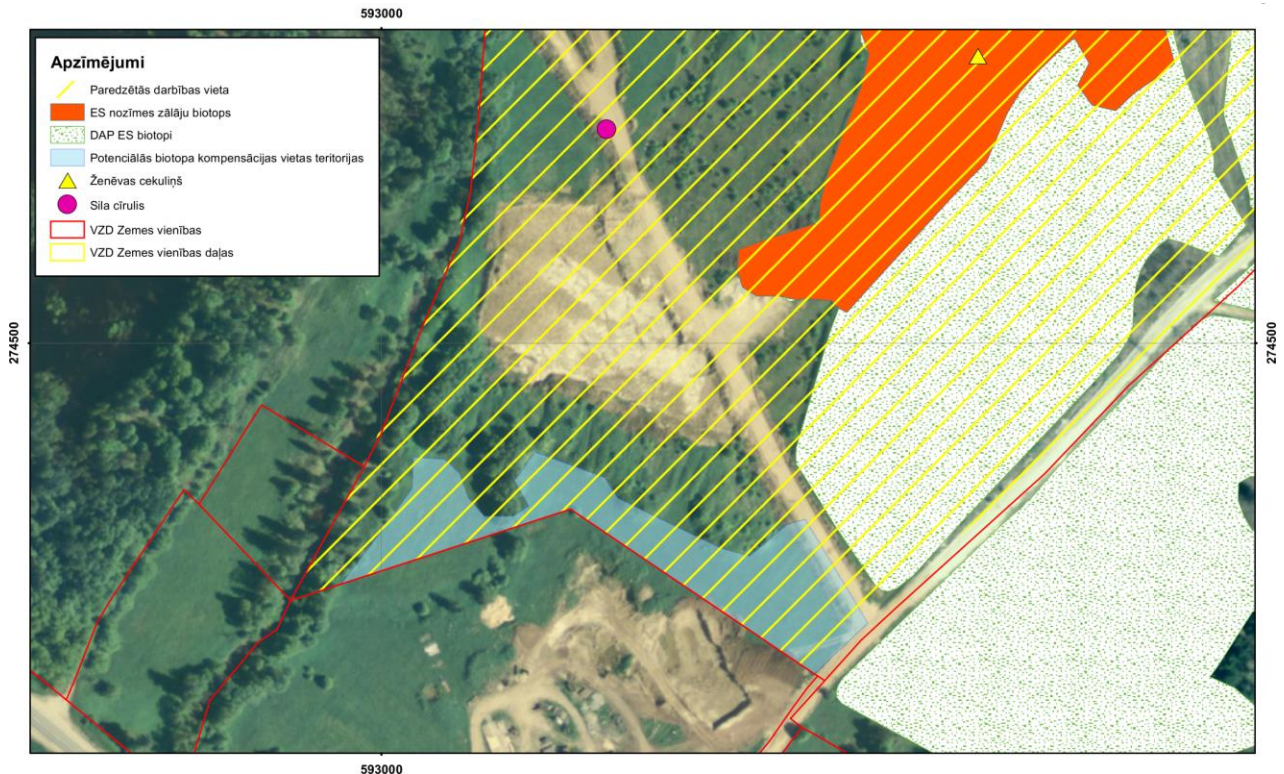 593000
Apzīmējumi
Paredzētās darbības vieta
ES nozīmes zālāju biotops
DAP ES biotopi
Potenciālās biotopa kompensācijas vietas teritorijas
Ženēvas cekuliņš
Sila cīrulis
VZD Zemes vienības
VZD Zemes vienības daļas
274500
274500
593000